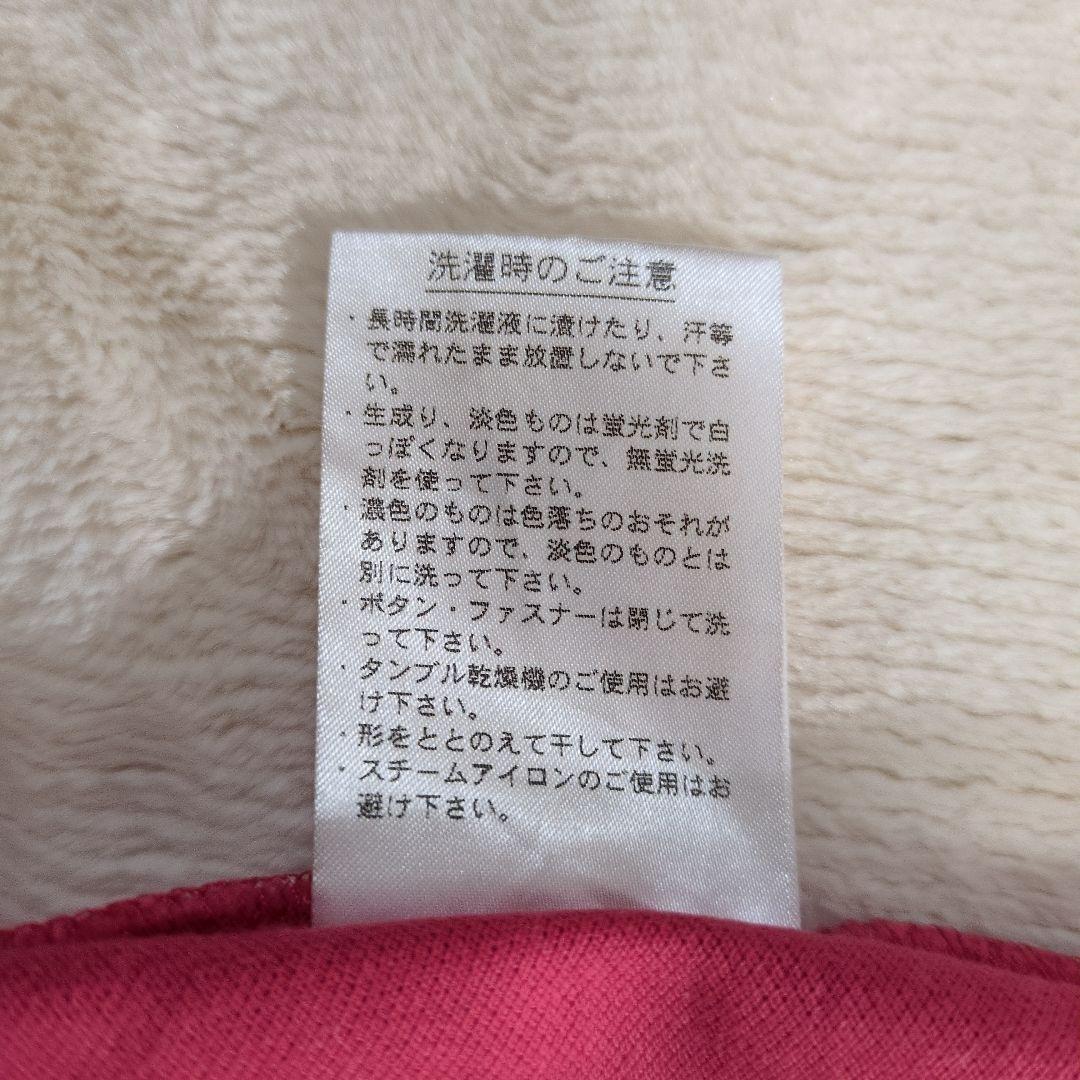 洗濯時のご注意
・長時間洗濯液に漬けたり、汗等
で濡れたまま放置しないで下さ
い。
・生成り、淡色ものは蛍光剤で白
っぽくなりますので、無蛍光洗
剤を使って下さい。
・濃色のものは色落ちのおそれが
ありますので、淡色のものとは
別に洗って下さい。
・ボタン・ファスナーは閉じて洗
って下さい。
・タンブル乾燥機のご使用はお避
け下さい。
・形をととのえて干して下さい。
・スチームアイロンのご使用はお
避け下さい。